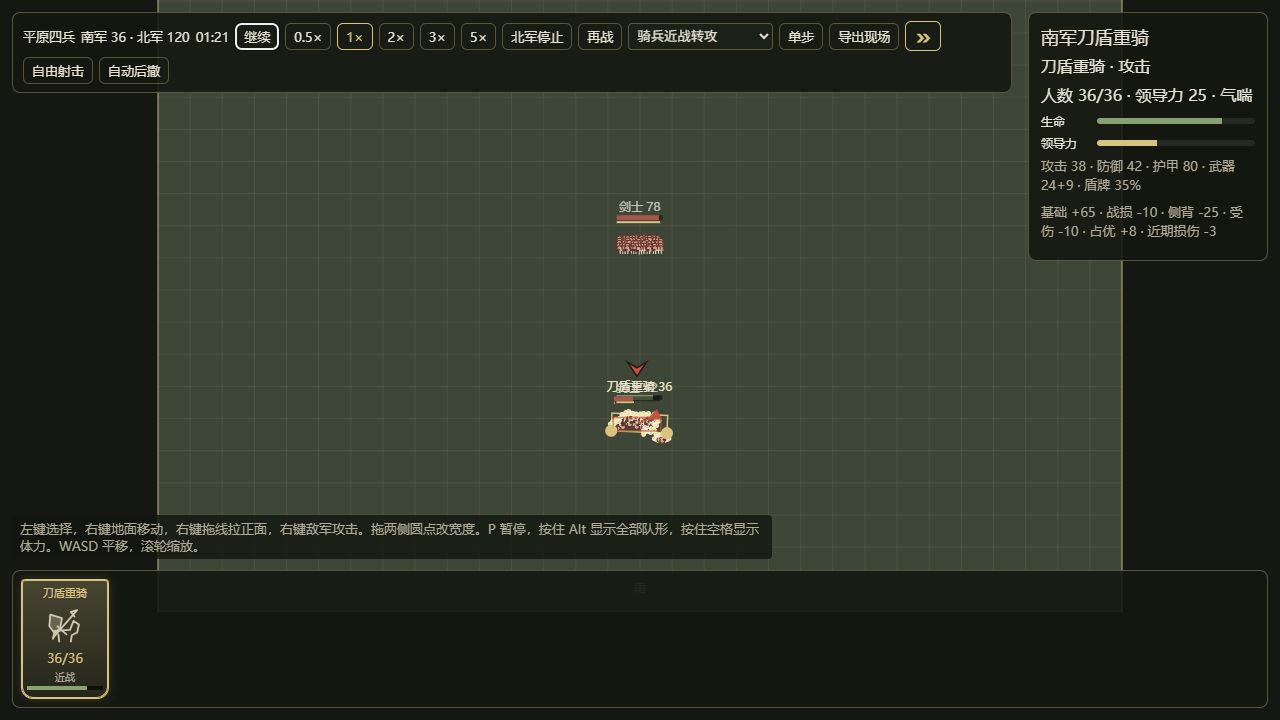 平原四兵 南军 36 · 北军 120 01:21 继续 0.5× 1× 2× 3× 5× 北军停止 再战 骑兵近战转攻 单步 导出现场 »
自由射击 自动后撤
南军刀盾重骑
刀盾重骑 · 攻击
人数 36/36 · 领导力 25 · 气喘
生命
领导力
攻击 38 · 防御 42 · 护甲 80 · 武器
24+9 · 盾牌 35%
基础 +65 · 战损 -10 · 侧背 -25 · 受
伤 -10 · 占优 +8 · 近期损伤 -3
剑士 78
刀盾重骑 36
左键选择，右键地面移动，右键拖线拉正面，右键敌军攻击。拖两侧圆点改宽度。P 暂停，按住 Alt 显示全部队形，按住空格显示
体力。WASD 平移，滚轮缩放。
刀盾重骑
36/36
近战